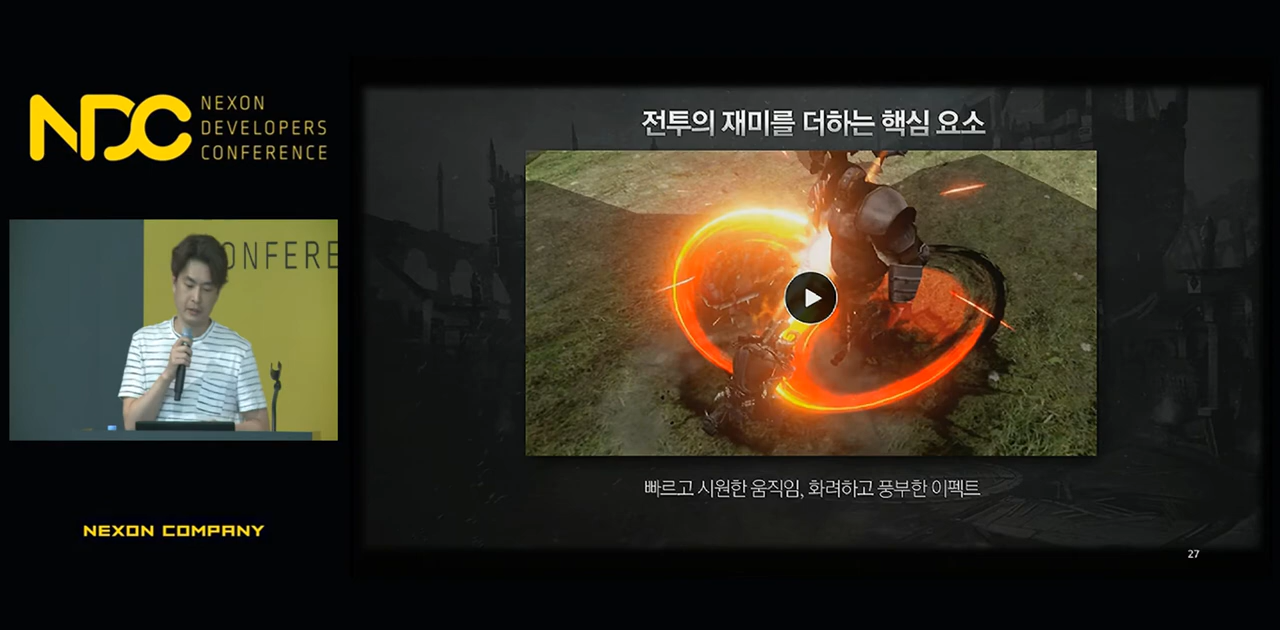 NDC
NEXON
DEVELOPERS
CONFERENCE
전투의 재미를 더하는 핵심 요소
ONFERE
빠르고 시원한 움직임, 화려하고 풍부한 이펙트
NEXON COMPANY
27